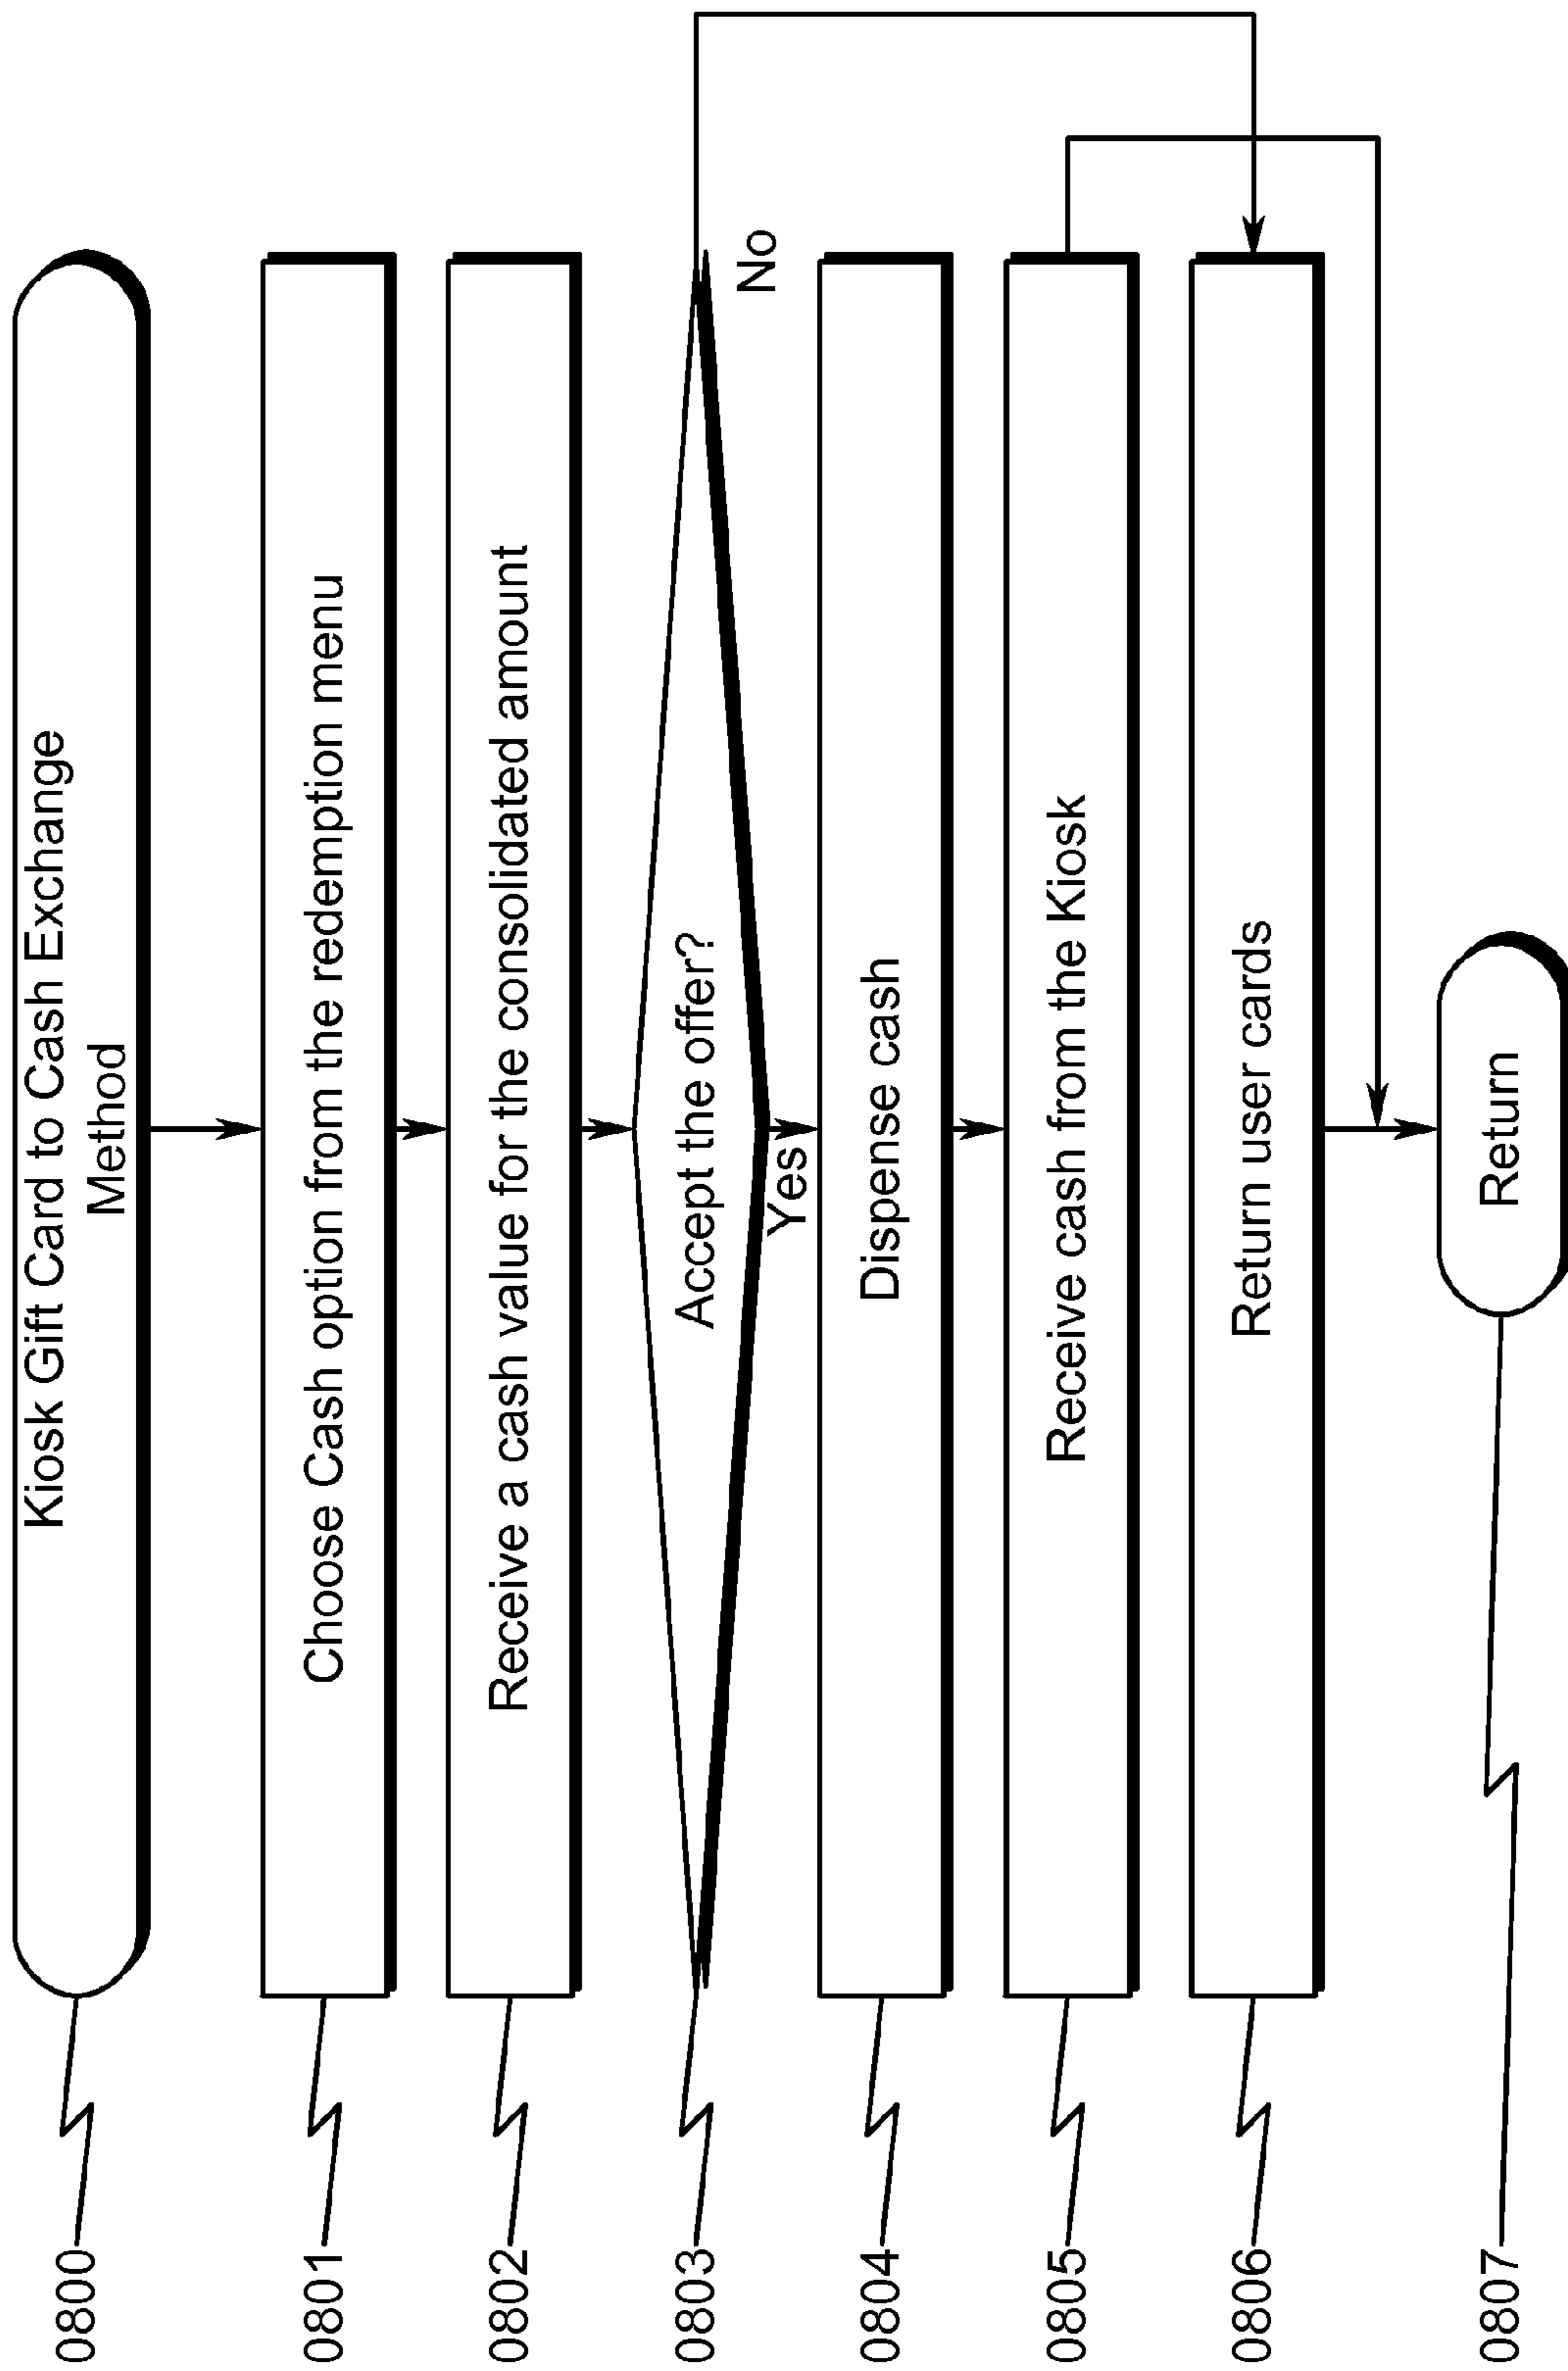 0800
Kiosk Gift Card to Cash Exchange
Method
0801
Choose Cash option from the redemption menu
0802
Receive a cash value for the consolidated amount
0803
Accept the offer?
No
Yes
0804
Dispense cash
0805
Receive cash from the Kiosk
0806
Return user cards
0807
Return